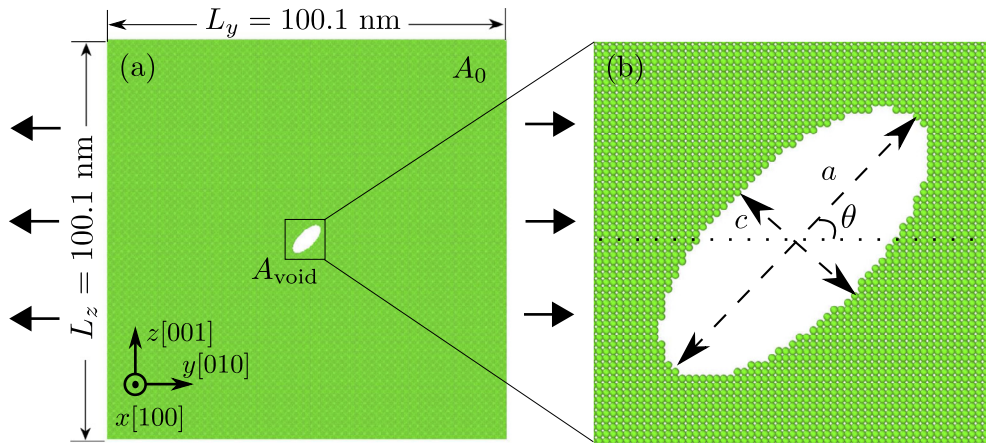 L_y = 100.1 nm
(a)
A_0
(b)
a
c
θ
L_z = 100.1 nm
A_void
z[001]
y[010]
x[100]